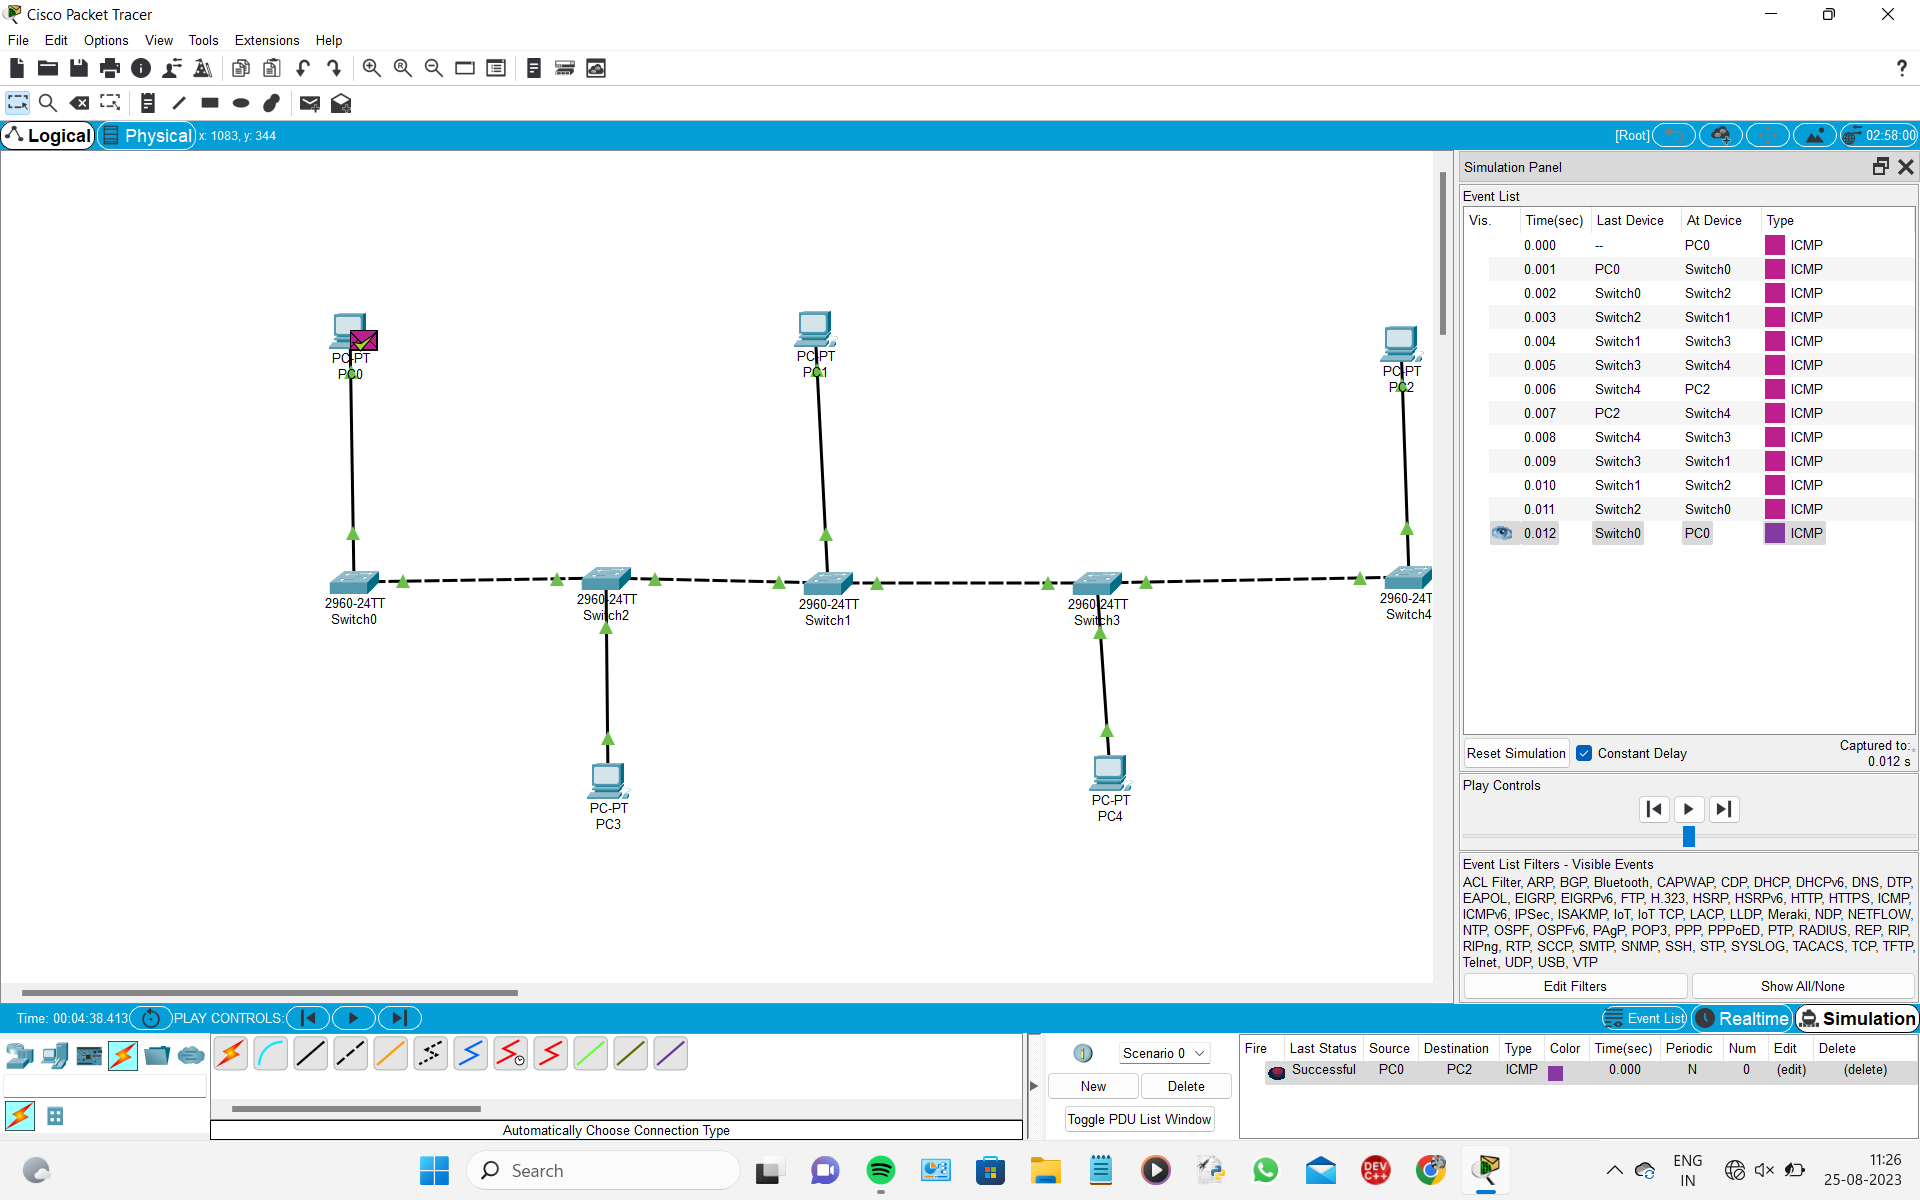 Cisco Packet Tracer
File Edit Options View Tools Extensions Help
?
Logical Physical x: 1083, y: 344 [Root] 02:58:00
Simulation Panel
Event List
Vis. Time(sec) Last Device At Device Type
0.000 -- PC0 ICMP
0.001 PC0 Switch0 ICMP
0.002 Switch0 Switch2 ICMP
0.003 Switch2 Switch1 ICMP
0.004 Switch1 Switch3 ICMP
0.005 Switch3 Switch4 ICMP
0.006 Switch4 PC2 ICMP
0.007 PC2 Switch4 ICMP
0.008 Switch4 Switch3 ICMP
0.009 Switch3 Switch1 ICMP
0.010 Switch1 Switch2 ICMP
0.011 Switch2 Switch0 ICMP
0.012 Switch0 PC0 ICMP
PC-PT
PC0
PC-PT
PC1
PC-PT
PC2
2960-24TT
Switch0
2960-24TT
Switch2
2960-24TT
Switch1
2960-24TT
Switch3
2960-24T
Switch4
PC-PT
PC3
PC-PT
PC4
Reset Simulation Constant Delay Captured to:
0.012 s
Play Controls
Event List Filters - Visible Events
ACL Filter, ARP, BGP, Bluetooth, CAPWAP, CDP, DHCP, DHCPv6, DNS, DTP,
EAPOL, EIGRP, EIGRPv6, FTP, H.323, HSRP, HSRPv6, HTTP, HTTPS, ICMP,
ICMPv6, IPSec, ISAKMP, IoT, IoT TCP, LACP, LLDP, Meraki, NDP, NETFLOW,
NTP, OSPF, OSPFv6, PAgP, POP3, PPP, PPPoED, PTP, RADIUS, REP, RIP,
RIPng, RTP, SCCP, SMTP, SNMP, SSH, STP, SYSLOG, TACACS, TCP, TFTP,
Telnet, UDP, USB, VTP
Edit Filters Show All/None
Time: 00:04:38.413 PLAY CONTROLS: Event List Realtime Simulation
Scenario 0
New Delete
Toggle PDU List Window
Fire Last Status Source Destination Type Color Time(sec) Periodic Num Edit Delete
Successful PC0 PC2 ICMP 0.000 N 0 (edit) (delete)
Automatically Choose Connection Type
Search
DEV
C++
ENG
IN
11:26
25-08-2023